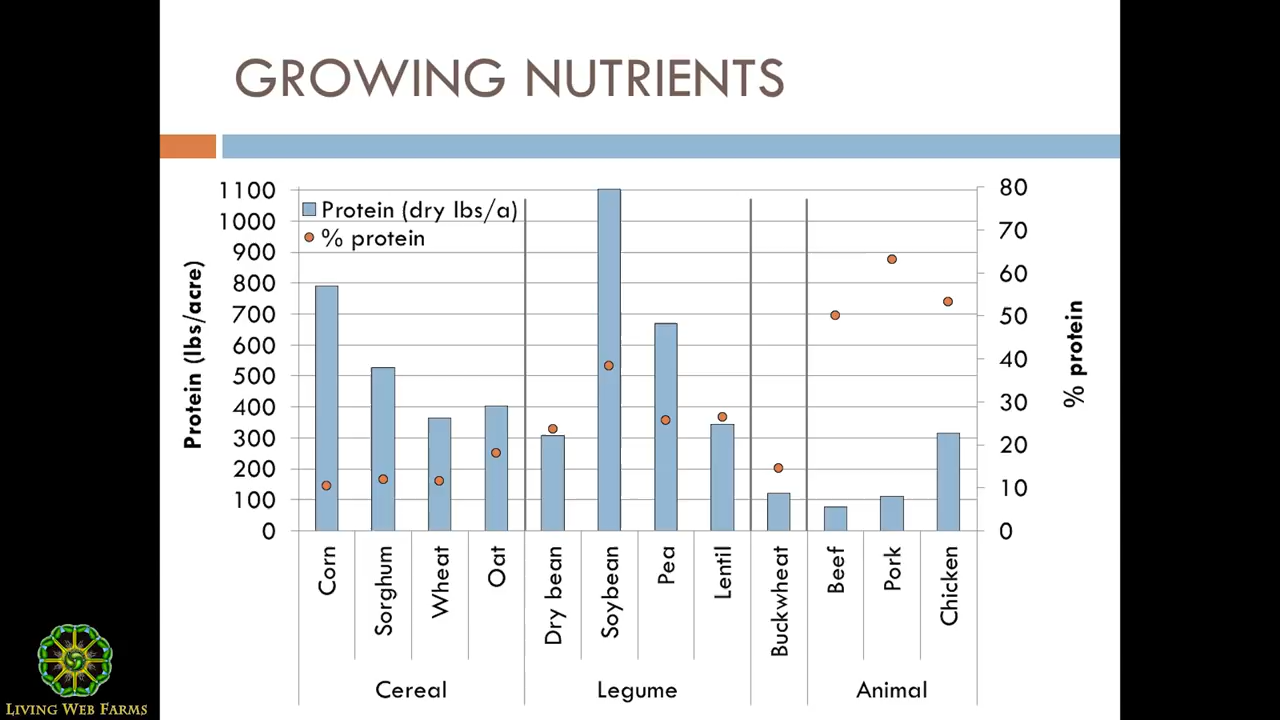 GROWING NUTRIENTS
Protein (dry lbs/a)
% protein
Protein (lbs/acre)
1100
1000
900
800
700
600
500
400
300
200
100
0
80
70
60
50
40
30
20
10
0
% protein
Corn
Sorghum
Wheat
Oat
Dry bean
Soybean
Pea
Lentil
Buckwheat
Beef
Pork
Chicken
Cereal
Legume
Animal
LIVING WEB FARMS